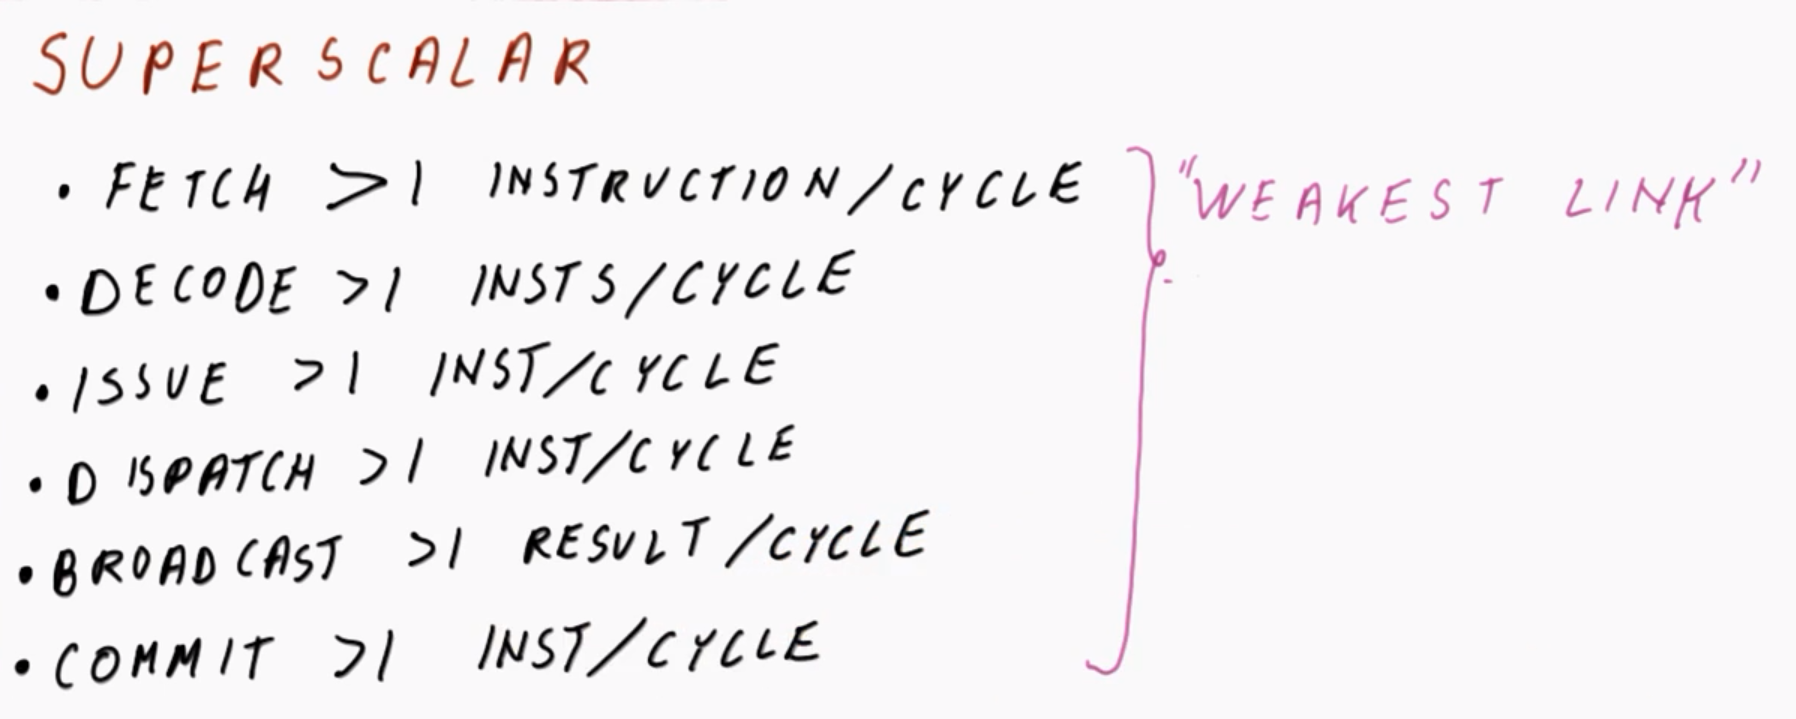 SUPERSCALAR
• FETCH >1 INSTRUCTION/CYCLE
"WEAKEST LINK"
• DECODE >1 INSTS/CYCLE
• ISSUE >1 INST/CYCLE
• DISPATCH >1 INST/CYCLE
• BROADCAST >1 RESULT/CYCLE
• COMMIT >1 INST/CYCLE